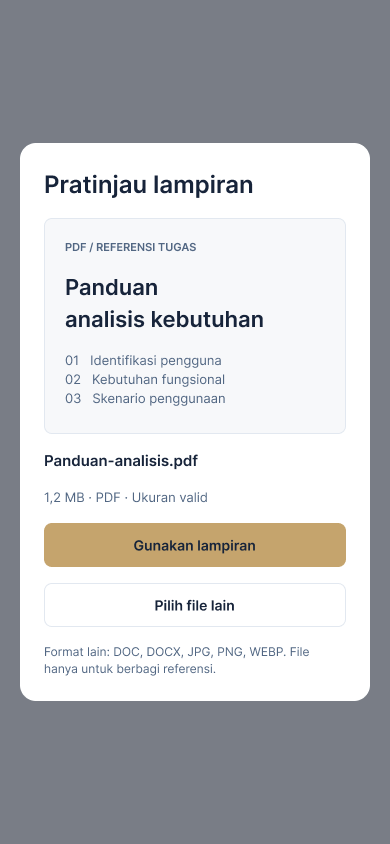 Pratinjau lampiran
PDF / REFERENSI TUGAS
Panduan
analisis kebutuhan
01 Identifikasi pengguna
02 Kebutuhan fungsional
03 Skenario penggunaan
Panduan-analisis.pdf
1,2 MB · PDF · Ukuran valid
Gunakan lampiran
Pilih file lain
Format lain: DOC, DOCX, JPG, PNG, WEBP. File
hanya untuk berbagi referensi.